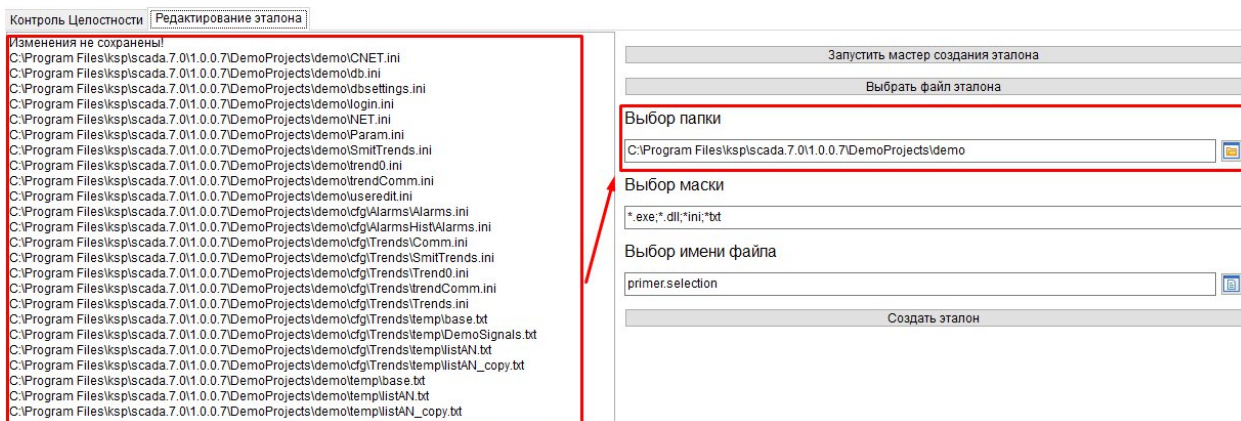 Контроль Целостности
Редактирование эталона
Изменения не сохранены!
C:\Program Files\ksp\scada.7.0\1.0.0.7\DemoProjects\demo\CNET.ini
C:\Program Files\ksp\scada.7.0\1.0.0.7\DemoProjects\demo\db.ini
C:\Program Files\ksp\scada.7.0\1.0.0.7\DemoProjects\demo\dbsettings.ini
C:\Program Files\ksp\scada.7.0\1.0.0.7\DemoProjects\demo\login.ini
C:\Program Files\ksp\scada.7.0\1.0.0.7\DemoProjects\demo\NET.ini
C:\Program Files\ksp\scada.7.0\1.0.0.7\DemoProjects\demo\Param.ini
C:\Program Files\ksp\scada.7.0\1.0.0.7\DemoProjects\demo\SmitTrends.ini
C:\Program Files\ksp\scada.7.0\1.0.0.7\DemoProjects\demo\trend0.ini
C:\Program Files\ksp\scada.7.0\1.0.0.7\DemoProjects\demo\trendComm.ini
C:\Program Files\ksp\scada.7.0\1.0.0.7\DemoProjects\demo\useredit.ini
C:\Program Files\ksp\scada.7.0\1.0.0.7\DemoProjects\demo\cfg\Alarms\Alarms.ini
C:\Program Files\ksp\scada.7.0\1.0.0.7\DemoProjects\demo\cfg\AlarmsHist\Alarms.ini
C:\Program Files\ksp\scada.7.0\1.0.0.7\DemoProjects\demo\cfg\Trends\Comm.ini
C:\Program Files\ksp\scada.7.0\1.0.0.7\DemoProjects\demo\cfg\Trends\SmitTrends.ini
C:\Program Files\ksp\scada.7.0\1.0.0.7\DemoProjects\demo\cfg\Trends\Trend0.ini
C:\Program Files\ksp\scada.7.0\1.0.0.7\DemoProjects\demo\cfg\Trends\trendComm.ini
C:\Program Files\ksp\scada.7.0\1.0.0.7\DemoProjects\demo\cfg\Trends\Trends.ini
C:\Program Files\ksp\scada.7.0\1.0.0.7\DemoProjects\demo\cfg\Trends\temp\base.txt
C:\Program Files\ksp\scada.7.0\1.0.0.7\DemoProjects\demo\cfg\Trends\temp\DemoSignals.txt
C:\Program Files\ksp\scada.7.0\1.0.0.7\DemoProjects\demo\cfg\Trends\temp\listAN.txt
C:\Program Files\ksp\scada.7.0\1.0.0.7\DemoProjects\demo\cfg\Trends\temp\listAN_copy.txt
C:\Program Files\ksp\scada.7.0\1.0.0.7\DemoProjects\demo\temp\base.txt
C:\Program Files\ksp\scada.7.0\1.0.0.7\DemoProjects\demo\temp\listAN.txt
C:\Program Files\ksp\scada.7.0\1.0.0.7\DemoProjects\demo\temp\listAN_copy.txt
Запустить мастер создания эталона
Выбрать файл эталона
Выбор папки
C:\Program Files\ksp\scada.7.0\1.0.0.7\DemoProjects\demo
Выбор маски
*.exe;*.dll;*ini;*txt
Выбор имени файла
primer.selection
Создать эталон